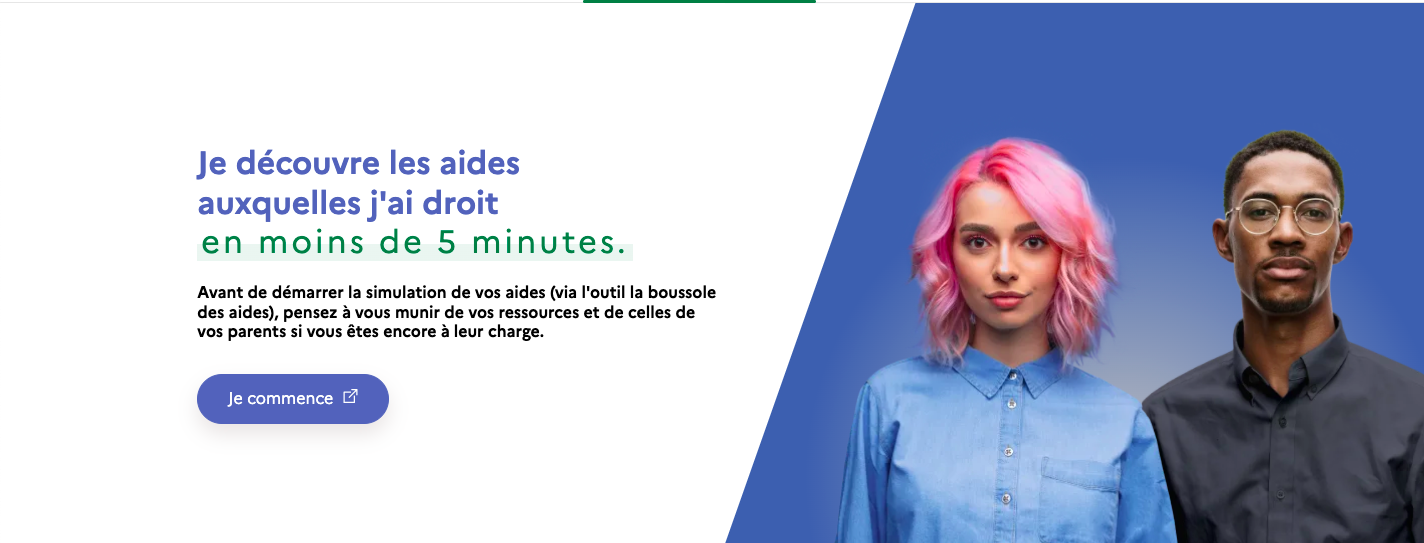 Je découvre les aides
auxquelles j'ai droit
en moins de 5 minutes.
Avant de démarrer la simulation de vos aides (via l'outil la boussole
des aides), pensez à vous munir de vos ressources et de celles de
vos parents si vous êtes encore à leur charge.
Je commence